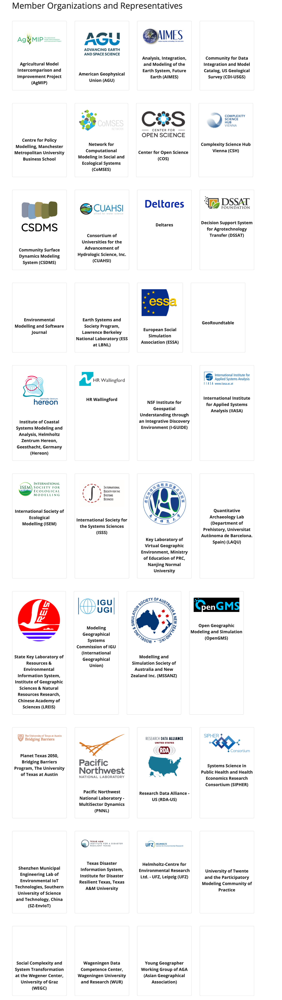 Member Organizations and Representatives
AgMIP The Agricultural
Model Intercomparison
and Improvement Project
Agricultural Model
Intercomparison and
Improvement Project
(AgMIP)
AGU
ADVANCING EARTH
AND SPACE SCIENCE
American Geophysical
Union (AGU)
AIMES
Analysis, Integration,
and Modeling of the
Earth System, Future
Earth (AIMES)
Community for Data
Integration and Model
Catalog, US Geological
Survey (CDI-USGS)
Centre for Policy
Modelling, Manchester
Metropolitan University
Business School
CoMSES
NETWORK
Network for
Computational
Modeling in Social and
Ecological Systems
(CoMSES)
COS
CENTER FOR
OPEN SCIENCE
Center for Open Science
(COS)
COMPLEXITY
SCIENCE
HUB
VIENNA
Complexity Science Hub
Vienna (CSH)
CSDMS
Community Surface
Dynamics Modeling
System (CSDMS)
CUAHSI
allied for water science
Consortium of
Universities for the
Advancement of
Hydrologic Science, Inc.
(CUAHSI)
Deltares
Deltares
DSSAT
FOUNDATION
Decision Support System
for Agrotechnology
Transfer (DSSAT)
Environmental
Modelling and Software
Journal
Earth Systems and
Society Program,
Lawrence Berkeley
National Laboratory (ESS
at LBNL)
essa
European Social
Simulation
Association (ESSA)
GeoRoundtable
Helmholtz-Zentrum
hereon
Institute of Coastal
Systems Modeling and
Analysis, Helmholtz
Zentrum Hereon,
Geesthacht, Germany
(Hereon)
HR Wallingford
HR Wallingford
NSF Institute for
Geospatial
Understanding through
an Integrative Discovery
Environment (I-GUIDE)
International Institute for
Applied Systems Analysis
IIASA www.iiasa.ac.at
International Institute
for Applied Systems
Analysis (IIASA)
ISEM
INTERNATIONAL
SOCIETY FOR
ECOLOGICAL
MODELLING
International Society of
Ecological
Modelling (ISEM)
INTERNATIONAL
SOCIETY FOR THE
SYSTEMS
SCIENCES
International Society for
the Systems Sciences
(ISSS)
虚拟地理环境教育部重点实验室
南京师范大学
Key Laboratory of
Virtual Geographic
Environment, Ministry
of Education of PRC,
Nanjing Normal
University
Quantitative
Archaeology Lab
(Department of
Prehistory, Universitat
Autònoma de Barcelona.
Spain) (LAQU)
REIS
State Key Laboratory of
Resources &
Environmental
Information System,
Institute of Geographic
Sciences & Natural
Resources Research,
Chinese Academy of
Sciences (LREIS)
IGU
UGI
Modeling
Geographical
Systems
Commission of IGU
(International
Geographical
Union)
MODELLING & SIMULATION SOCIETY OF AUSTRALIA & NEW ZEALAND INC. (MSSANZ)
Modelling and
Simulation Society of
Australia and New
Zealand Inc. (MSSANZ)
OpenGMS
Open Geographic
Modeling and Simulation
(OpenGMS)
The University of Texas at Austin
Bridging Barriers
Planet Texas 2050,
Bridging Barriers
Program, The University
of Texas at Austin
Pacific
Northwest
NATIONAL LABORATORY
Pacific Northwest
National Laboratory -
MultiSector Dynamics
(PNNL)
RESEARCH DATA ALLIANCE
UNITED STATES
RDA
Research Data Alliance -
US (RDA-US)
SIPHER
Consortium
Systems Science in
Public Health and Health
Economics Research
Consortium (SIPHER)
Shenzhen Municipal
Engineering Lab of
Environmental IoT
Technologies, Southern
University of Science
and Technology, China
(SZ-EnvIoT)
TEXAS A&M
INSTITUTE FOR A DISASTER
RESILIENT TEXAS
Texas Disaster
Information System,
Institute for Disaster
Resilient Texas, Texas
A&M University
UFZ HELMHOLTZ
Centre for Environmental Research
Helmholtz-Centre for
Environmental Research
Ltd. - UFZ, Leipzig (UFZ)
University of Twente
and the Participatory
Modeling Community of
Practice
Social Complexity and
System Transformation
at the Wegener Center,
University of Graz
(WEGC)
Wageningen Data
Competence Center,
Wageningen University
and Research (WUR)
Young Geographer
Working Group of AGA
(Asian Geographical
Association)